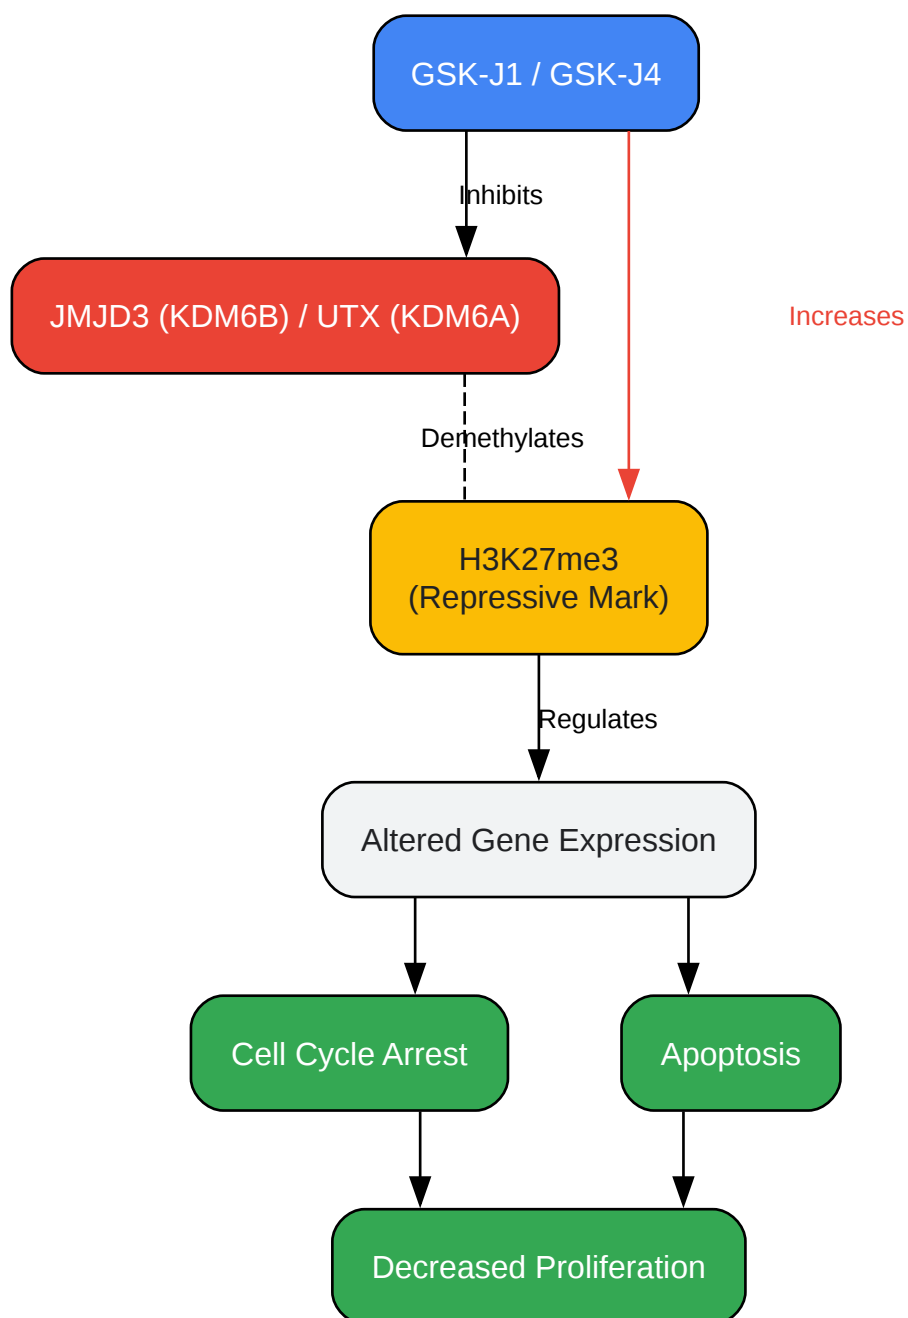 GSK-J1 / GSK-J4
Inhibits
JMJD3 (KDM6B) / UTX (KDM6A)
Increases
Demethylates
H3K27me3
(Repressive Mark)
Regulates
Altered Gene Expression
Cell Cycle Arrest
Apoptosis
Decreased Proliferation